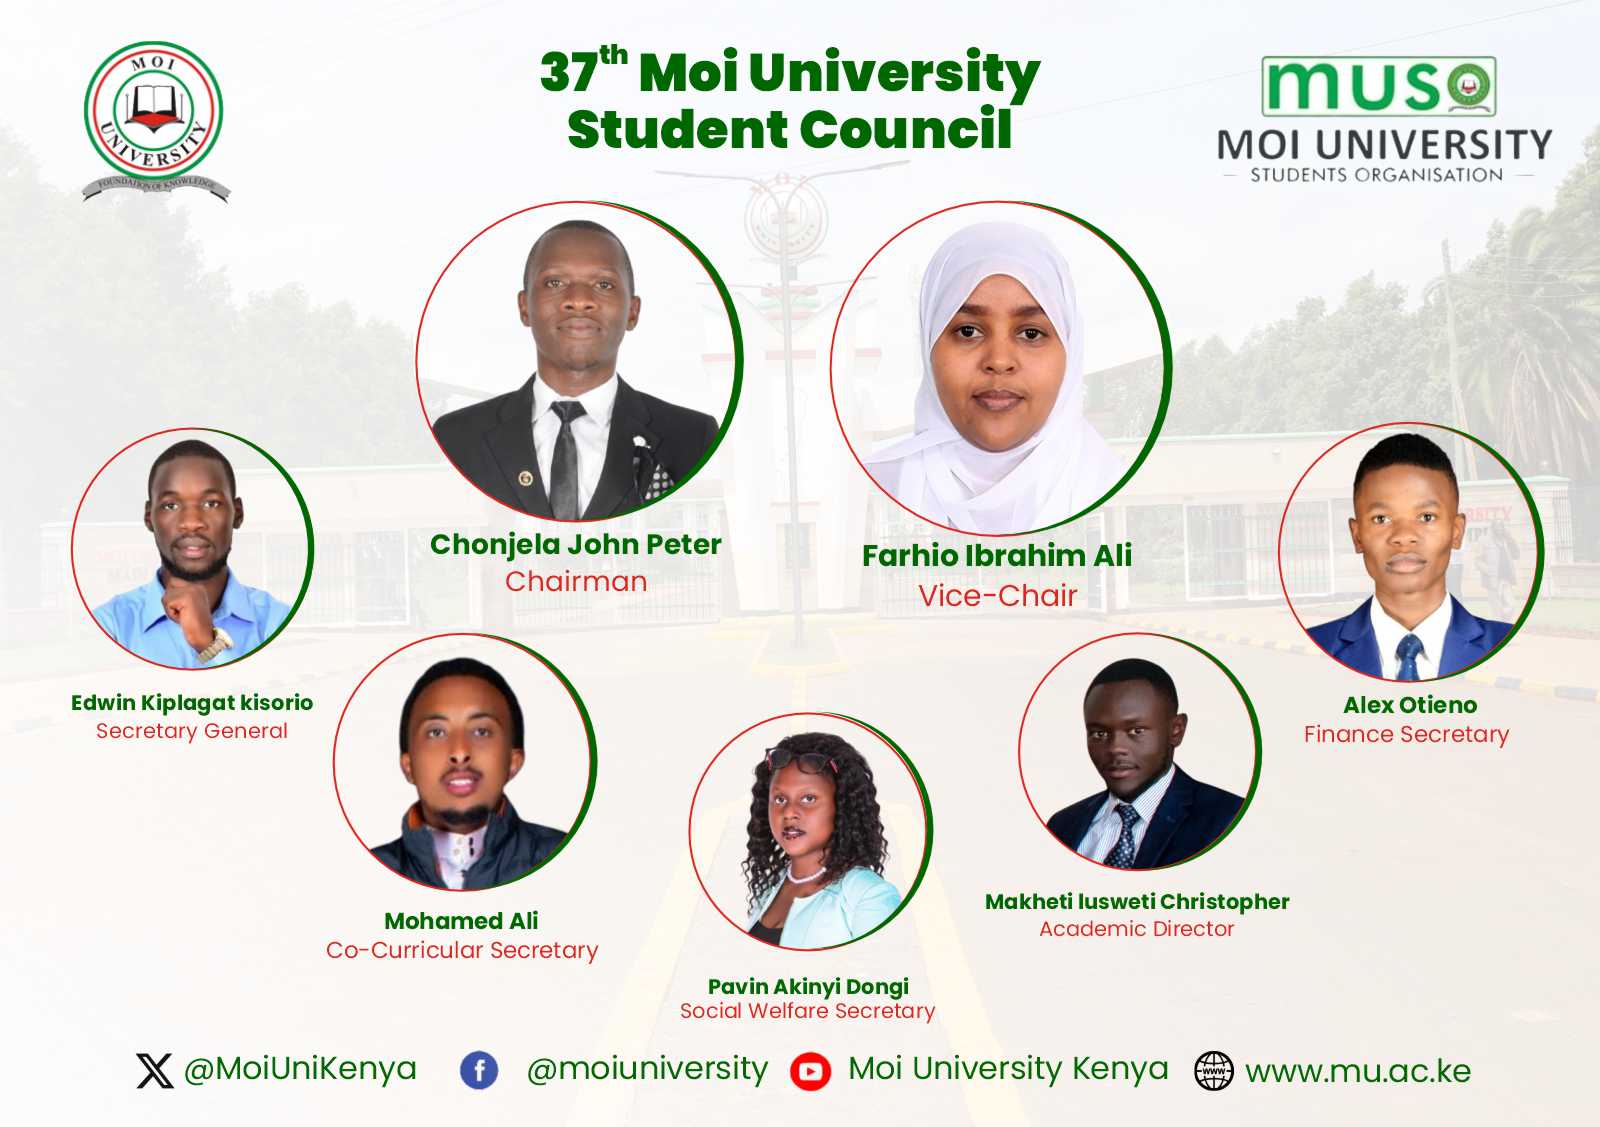 MOI
UNIVERSITY
FOUNDATION OF KNOWLEDGE
37th Moi University
Student Council
muso
MOI UNIVERSITY
STUDENTS ORGANISATION
Chonjela John Peter
Chairman
Farhio Ibrahim Ali
Vice-Chair
Edwin Kiplagat kisorio
Secretary General
Alex Otieno
Finance Secretary
Mohamed Ali
Co-Curricular Secretary
Makheti lusweti Christopher
Academic Director
Pavin Akinyi Dongi
Social Welfare Secretary
@MoiUniKenya
@moiuniversity
Moi University Kenya
www.mu.ac.ke